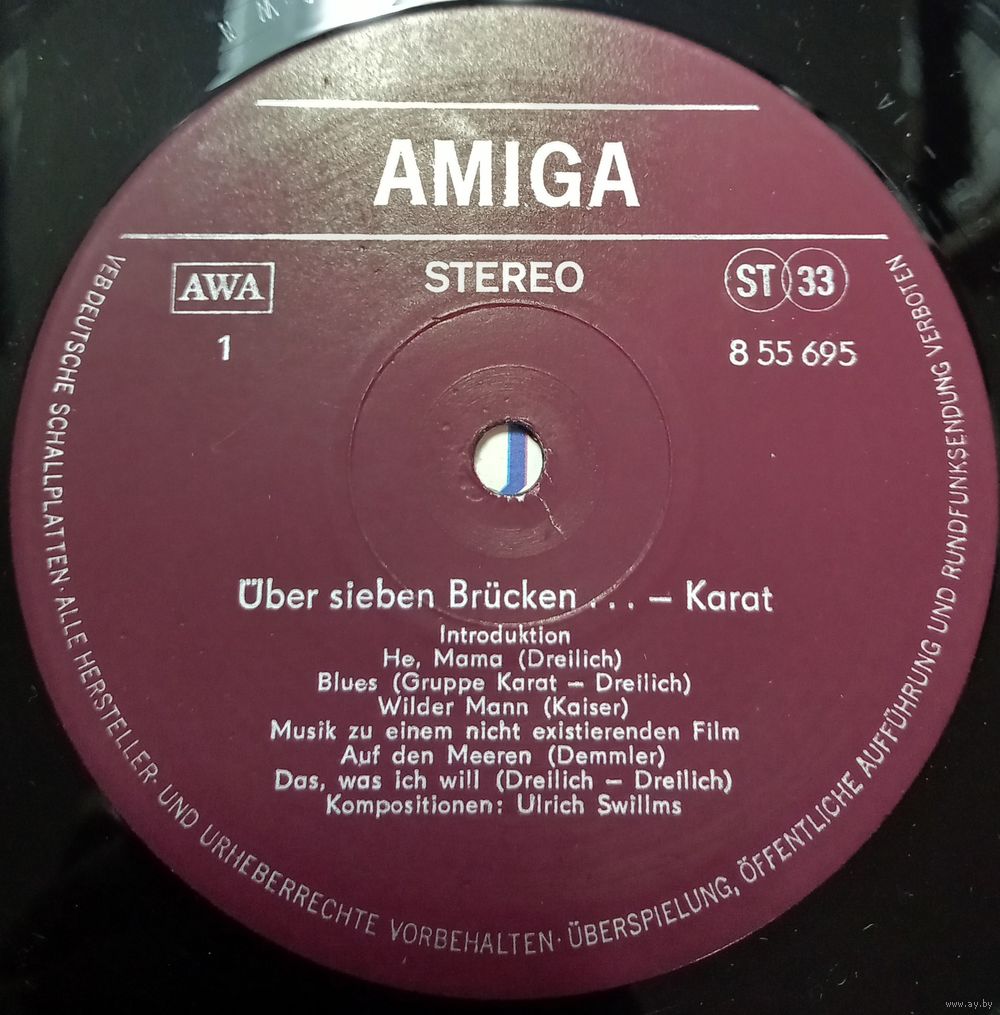 AMIGA
AWA
STEREO
ST 33
1
8 55 695
Über sieben Brücken . . . – Karat
Introduktion
He, Mama (Dreilich)
Blues (Gruppe Karat – Dreilich)
Wilder Mann (Kaiser)
Musik zu einem nicht existierenden Film
Auf den Meeren (Demmler)
Das, was ich will (Dreilich – Dreilich)
Kompositionen: Ulrich Swillms
VEB DEUTSCHE SCHALLPLATTEN · ALLE HERSTELLER- UND URHEBERRECHTE VORBEHALTEN · ÜBERSPIELUNG, ÖFFENTLICHE AUFFÜHRUNG UND RUNDFUNKSENDUNG VERBOTEN
www.ay.by